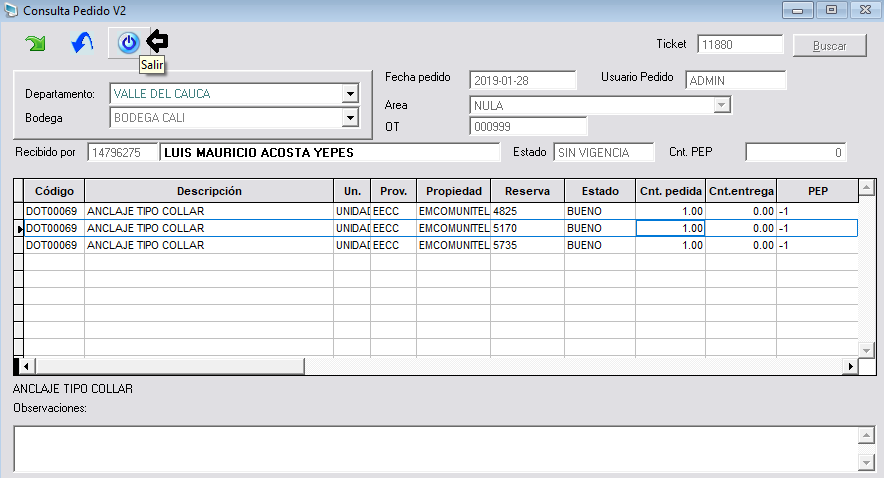 Consulta Pedido V2
Salir
Ticket 11880 Buscar
Departamento: VALLE DEL CAUCA
Bodega BODEGA CALI
Fecha pedido 2019-01-28 Usuario Pedido ADMIN
Area NULA
OT 000999
Recibido por 14796275 LUIS MAURICIO ACOSTA YEPES Estado SIN VIGENCIA Cnt. PEP 0
Código Descripción Un. Prov. Propiedad Reserva Estado Cnt. pedida Cnt.entrega PEP
DOT00069 ANCLAJE TIPO COLLAR UNIDAD EECC EMCOMUNITEL 4825 BUENO 1.00 0.00 -1
DOT00069 ANCLAJE TIPO COLLAR UNIDAD EECC EMCOMUNITEL 5170 BUENO 1.00 0.00 -1
DOT00069 ANCLAJE TIPO COLLAR UNIDAD EECC EMCOMUNITEL 5735 BUENO 1.00 0.00 -1
ANCLAJE TIPO COLLAR
Observaciones: